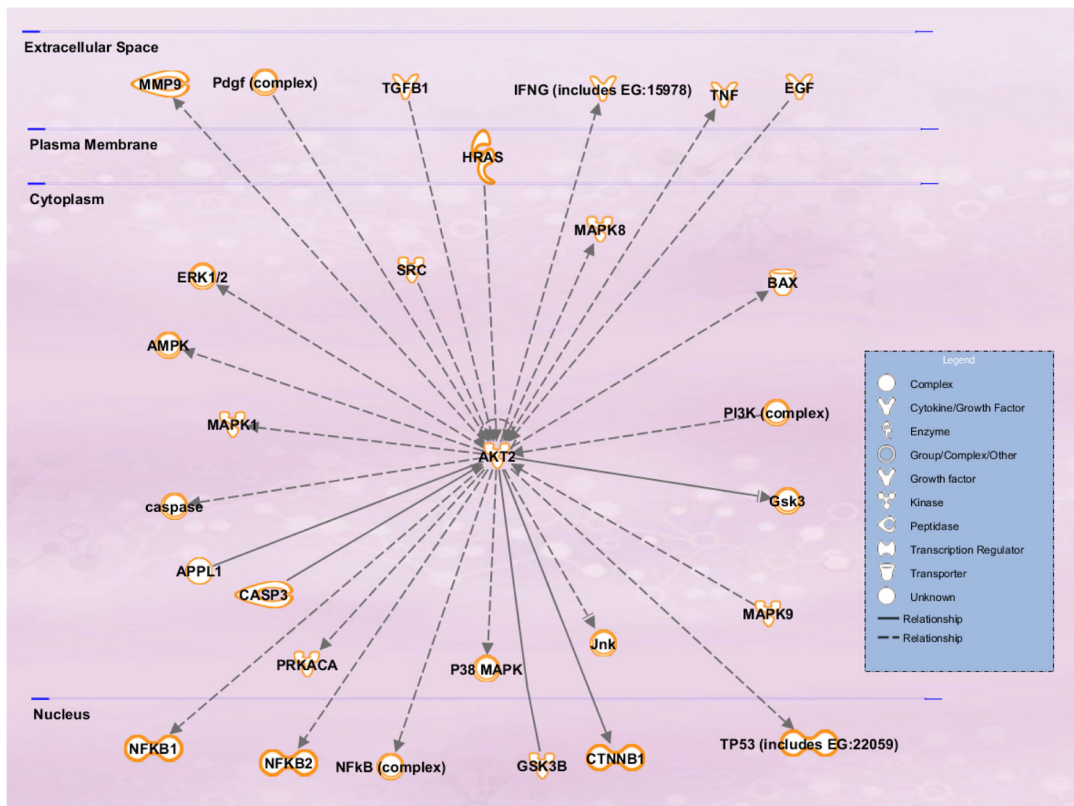 Extracellular Space
MMP9
Pdgf (complex)
TGFB1
IFNG (includes EG:15978)
TNF
EGF
Plasma Membrane
HRAS
Cytoplasm
MAPK8
ERK1/2
SRC
BAX
AMPK
MAPK1
PI3K (complex)
AKT2
caspase
Gsk3
APPL1
CASP3
MAPK9
Jnk
PRKACA
P38 MAPK
Nucleus
NFKB1
NFKB2
NFkB (complex)
GSK3B
CTNNB1
TP53 (includes EG:22059)
Legend
Complex
Cytokine/Growth Factor
Enzyme
Group/Complex/Other
Growth factor
Kinase
Peptidase
Transcription Regulator
Transporter
Unknown
Relationship
Relationship